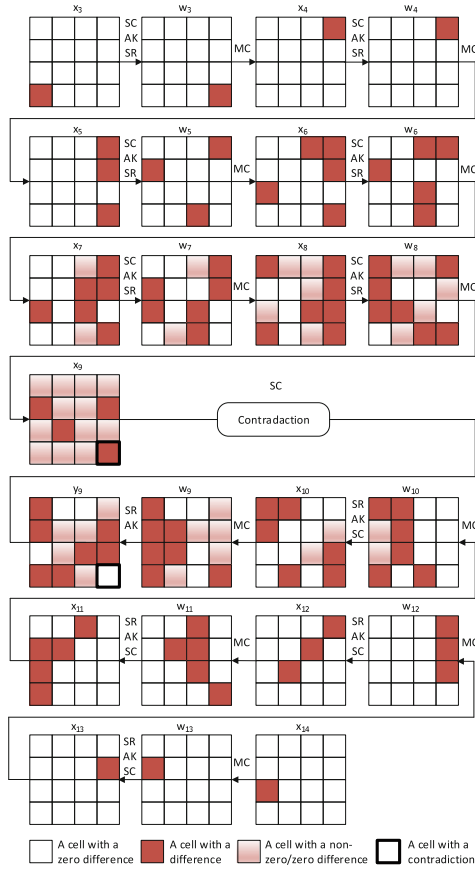 x3 SC w3 x4 SC w4
AK MC AK MC
SR SR
x5 SC w5 x6 SC w6
AK MC AK MC
SR SR
x7 SC w7 x8 SC w8
AK MC AK MC
SR SR
x9
SC
Contradaction
y9 SR w9 x10 SR w10
AK MC AK MC
SC
x11 SR w11 x12 SR w12
AK MC AK MC
SC SC
x13 SR w13 x14
AK MC
SC
A cell with a zero difference
A cell with a difference
A cell with a non-zero/zero difference
A cell with a contradiction